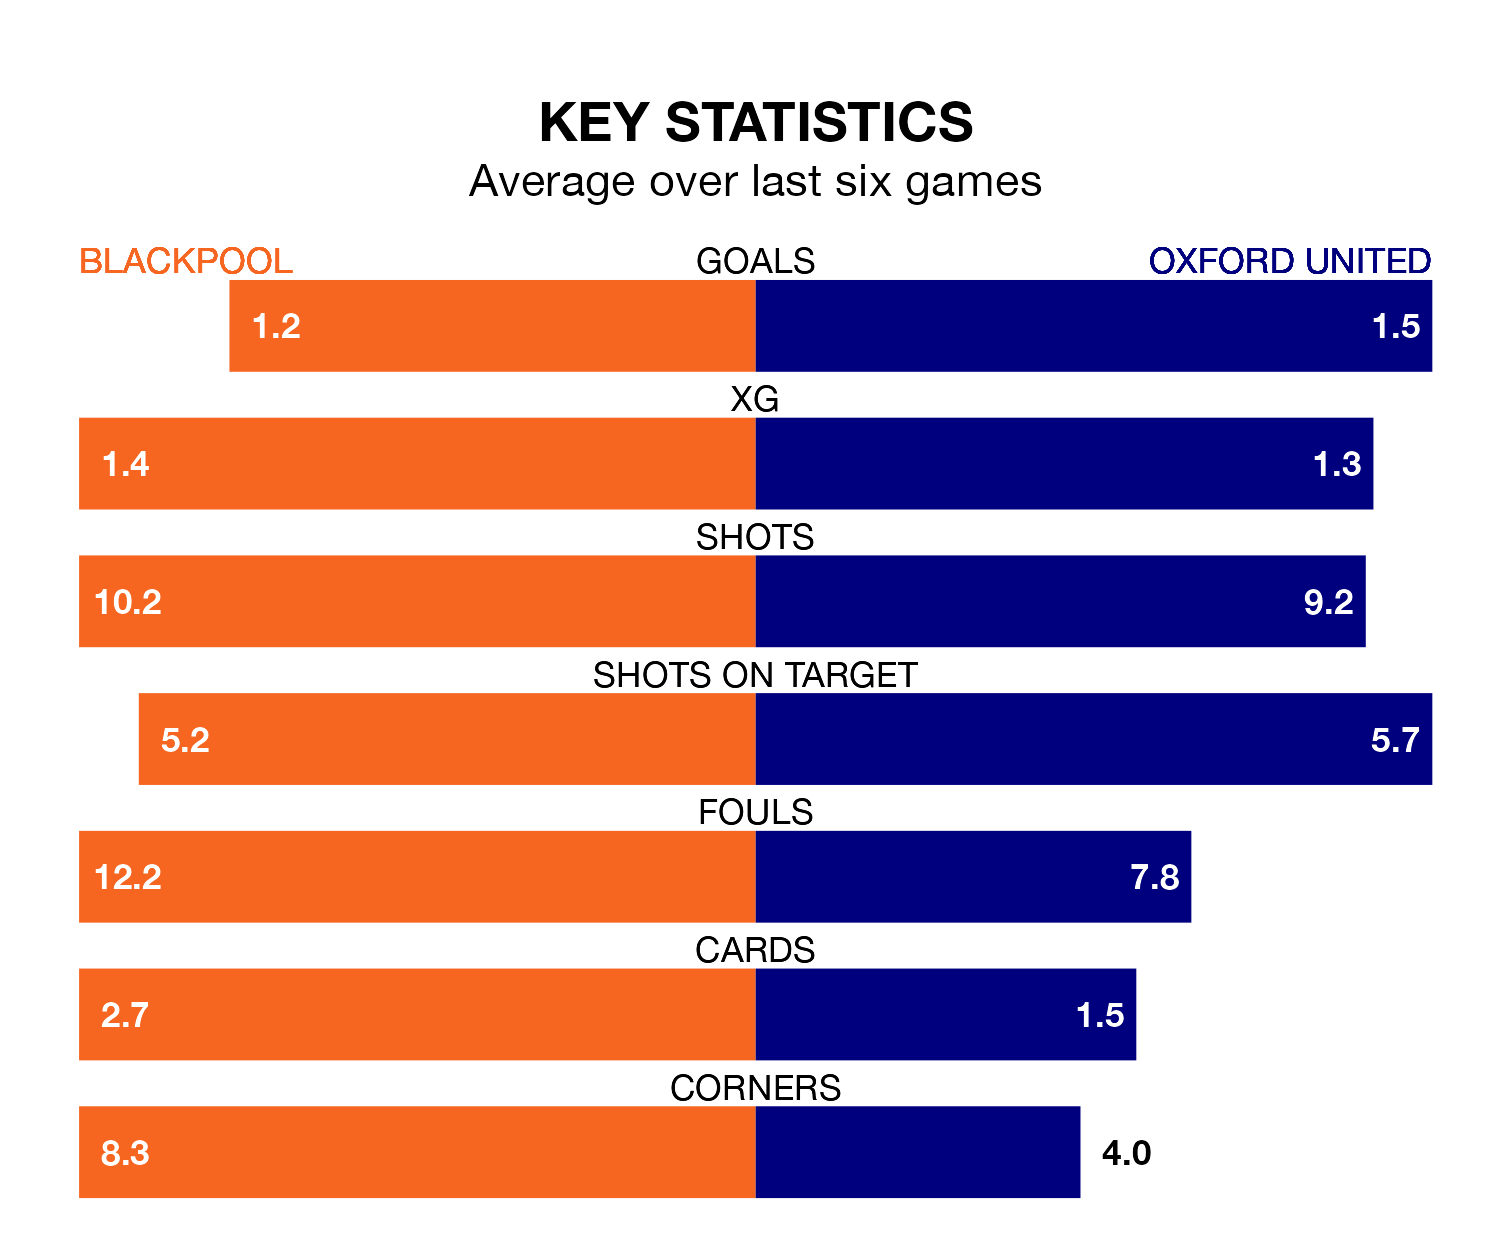 KEY STATISTICS
Average over last six games
BLACKPOOL GOALS OXFORD UNITED
1.2 1.5
XG
1.4 1.3
SHOTS
10.2 9.2
SHOTS ON TARGET
5.2 5.7
FOULS
12.2 7.8
CARDS
2.7 1.5
CORNERS
8.3 4.0